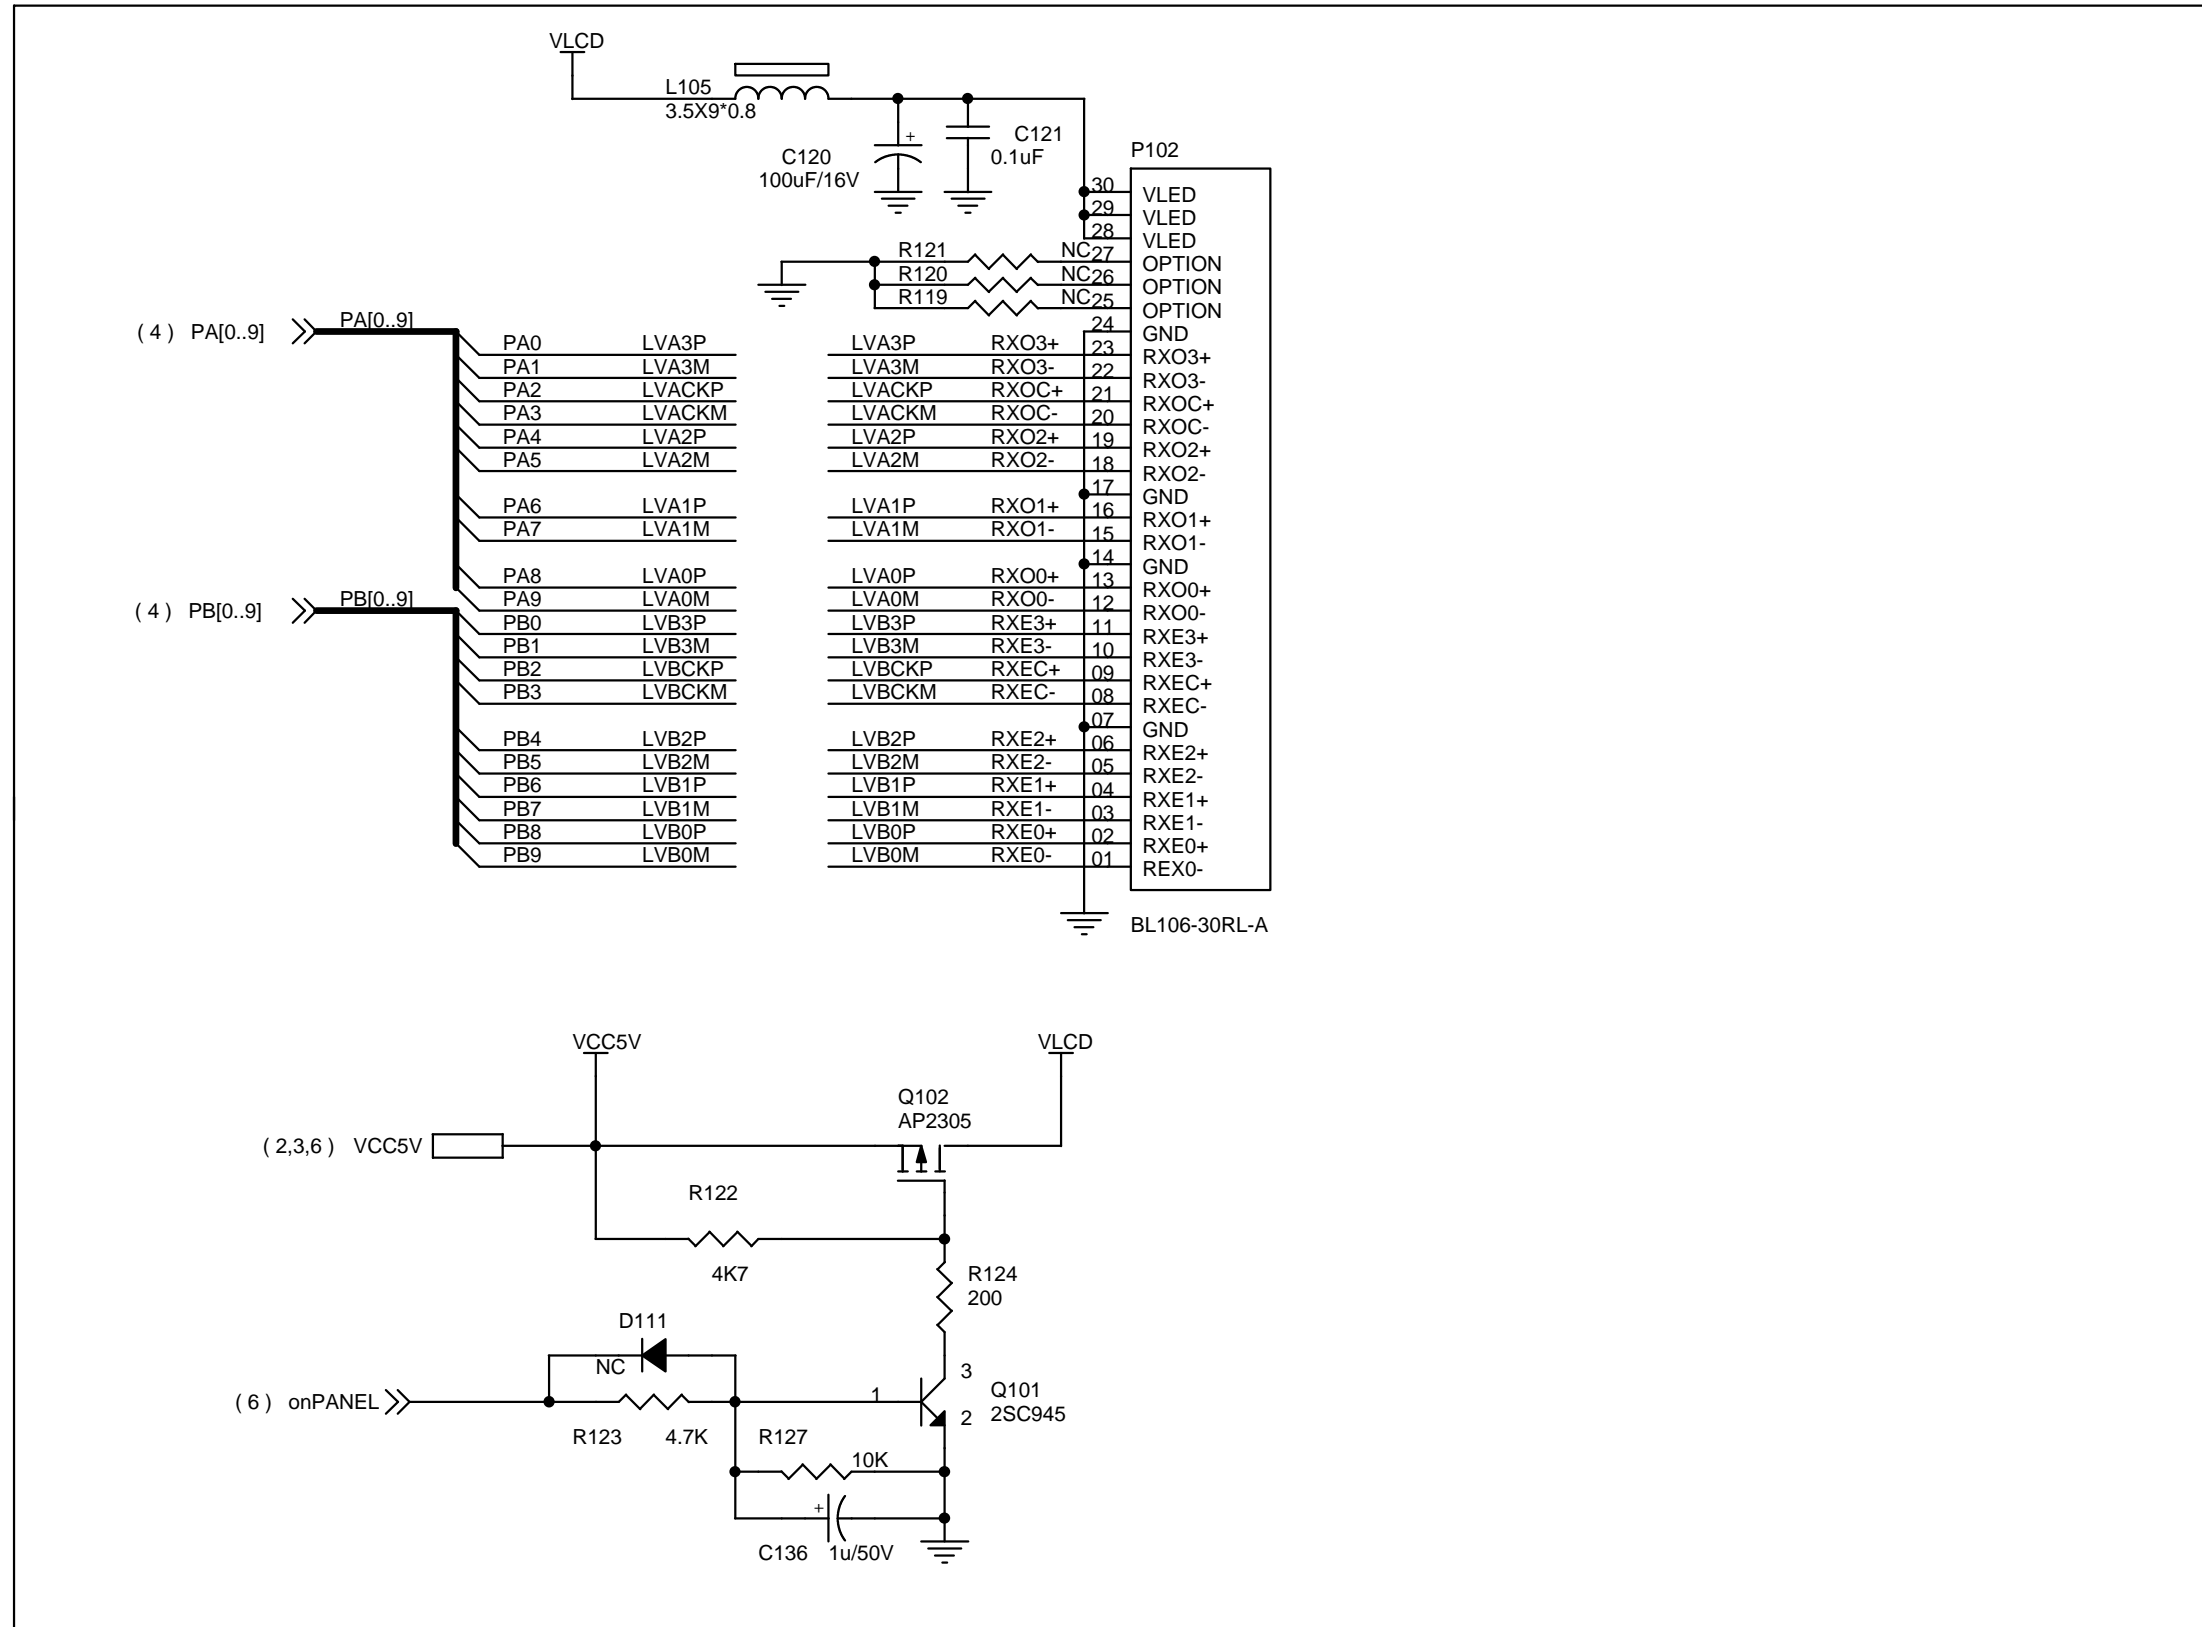 VLCD
L105
3.5X9*0.8
+
C120
100uF/16V
C121
0.1uF
P102
30 VLED
29 VLED
28 VLED
R121 NC 27 OPTION
R120 NC 26 OPTION
R119 NC 25 OPTION
24 GND
( 4 ) PA[0..9] PA[0..9]
PA0 LVA3P LVA3P RXO3+ 23 RXO3+
PA1 LVA3M LVA3M RXO3- 22 RXO3-
PA2 LVACKP LVACKP RXOC+ 21 RXOC+
PA3 LVACKM LVACKM RXOC- 20 RXOC-
PA4 LVA2P LVA2P RXO2+ 19 RXO2+
PA5 LVA2M LVA2M RXO2- 18 RXO2-
17 GND
PA6 LVA1P LVA1P RXO1+ 16 RXO1+
PA7 LVA1M LVA1M RXO1- 15 RXO1-
14 GND
PA8 LVA0P LVA0P RXO0+ 13 RXO0+
PA9 LVA0M LVA0M RXO0- 12 RXO0-
( 4 ) PB[0..9] PB[0..9]
PB0 LVB3P LVB3P RXE3+ 11 RXE3+
PB1 LVB3M LVB3M RXE3- 10 RXE3-
PB2 LVBCKP LVBCKP RXEC+ 09 RXEC+
PB3 LVBCKM LVBCKM RXEC- 08 RXEC-
07 GND
PB4 LVB2P LVB2P RXE2+ 06 RXE2+
PB5 LVB2M LVB2M RXE2- 05 RXE2-
PB6 LVB1P LVB1P RXE1+ 04 RXE1+
PB7 LVB1M LVB1M RXE1- 03 RXE1-
PB8 LVB0P LVB0P RXE0+ 02 RXE0+
PB9 LVB0M LVB0M RXE0- 01 REX0-
BL106-30RL-A
VCC5V
VLCD
Q102
AP2305
( 2,3,6 ) VCC5V
R122
4K7
R124
200
D111
NC
( 6 ) onPANEL
1
3
2
Q101
2SC945
R123 4.7K
R127
10K
+
C136 1u/50V